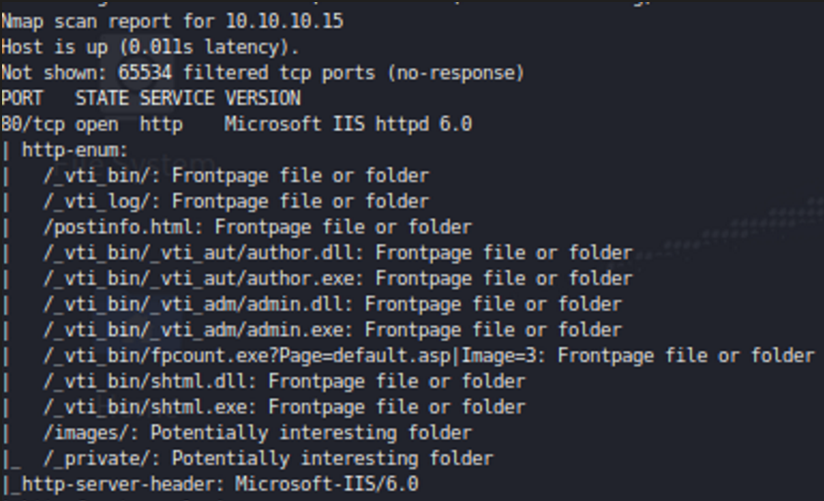 Nmap scan report for 10.10.10.15
Host is up (0.011s latency).
Not shown: 65534 filtered tcp ports (no-response)
PORT   STATE SERVICE VERSION
80/tcp open  http    Microsoft IIS httpd 6.0
| http-enum:
|   /_vti_bin/: Frontpage file or folder
|   /_vti_log/: Frontpage file or folder
|   /postinfo.html: Frontpage file or folder
|   /_vti_bin/_vti_aut/author.dll: Frontpage file or folder
|   /_vti_bin/_vti_aut/author.exe: Frontpage file or folder
|   /_vti_bin/_vti_adm/admin.dll: Frontpage file or folder
|   /_vti_bin/_vti_adm/admin.exe: Frontpage file or folder
|   /_vti_bin/fpcount.exe?Page=default.asp|Image=3: Frontpage file or folder
|   /_vti_bin/shtml.dll: Frontpage file or folder
|   /_vti_bin/shtml.exe: Frontpage file or folder
|   /images/: Potentially interesting folder
|_  /_private/: Potentially interesting folder
|_http-server-header: Microsoft-IIS/6.0